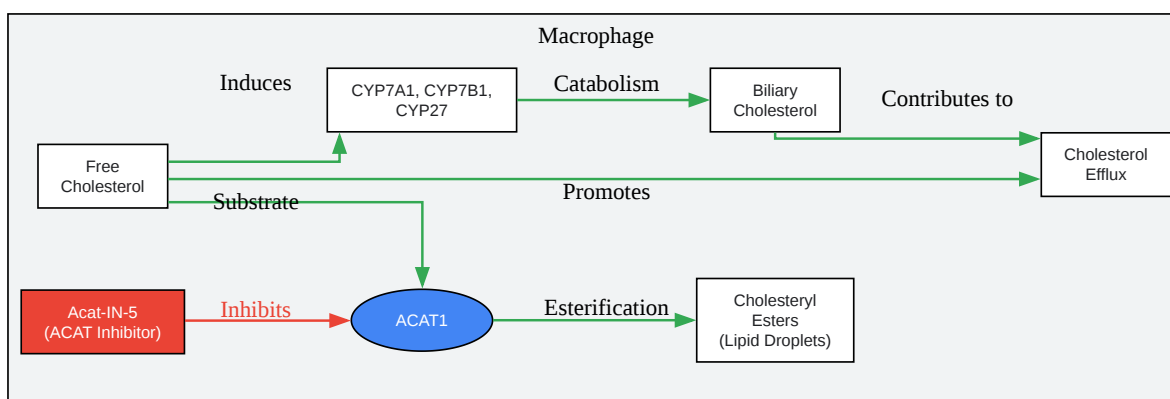 Macrophage
Induces
CYP7A1, CYP7B1,
CYP27
Catabolism
Biliary
Cholesterol
Contributes to
Free
Cholesterol
Cholesterol
Efflux
Substrate
Promotes
Acat-IN-5
(ACAT Inhibitor)
Inhibits
ACAT1
Esterification
Cholesteryl
Esters
(Lipid Droplets)